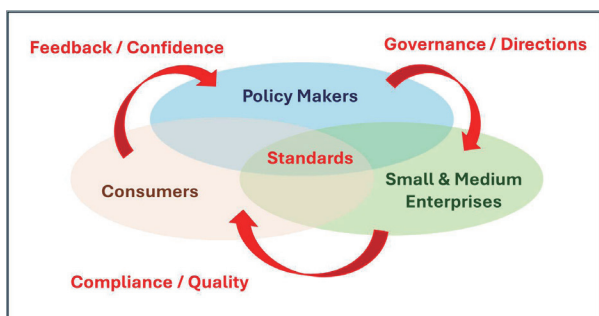 Feedback / Confidence
Governance / Directions
Policy Makers
Standards
Consumers
Small & Medium
Enterprises
Compliance / Quality